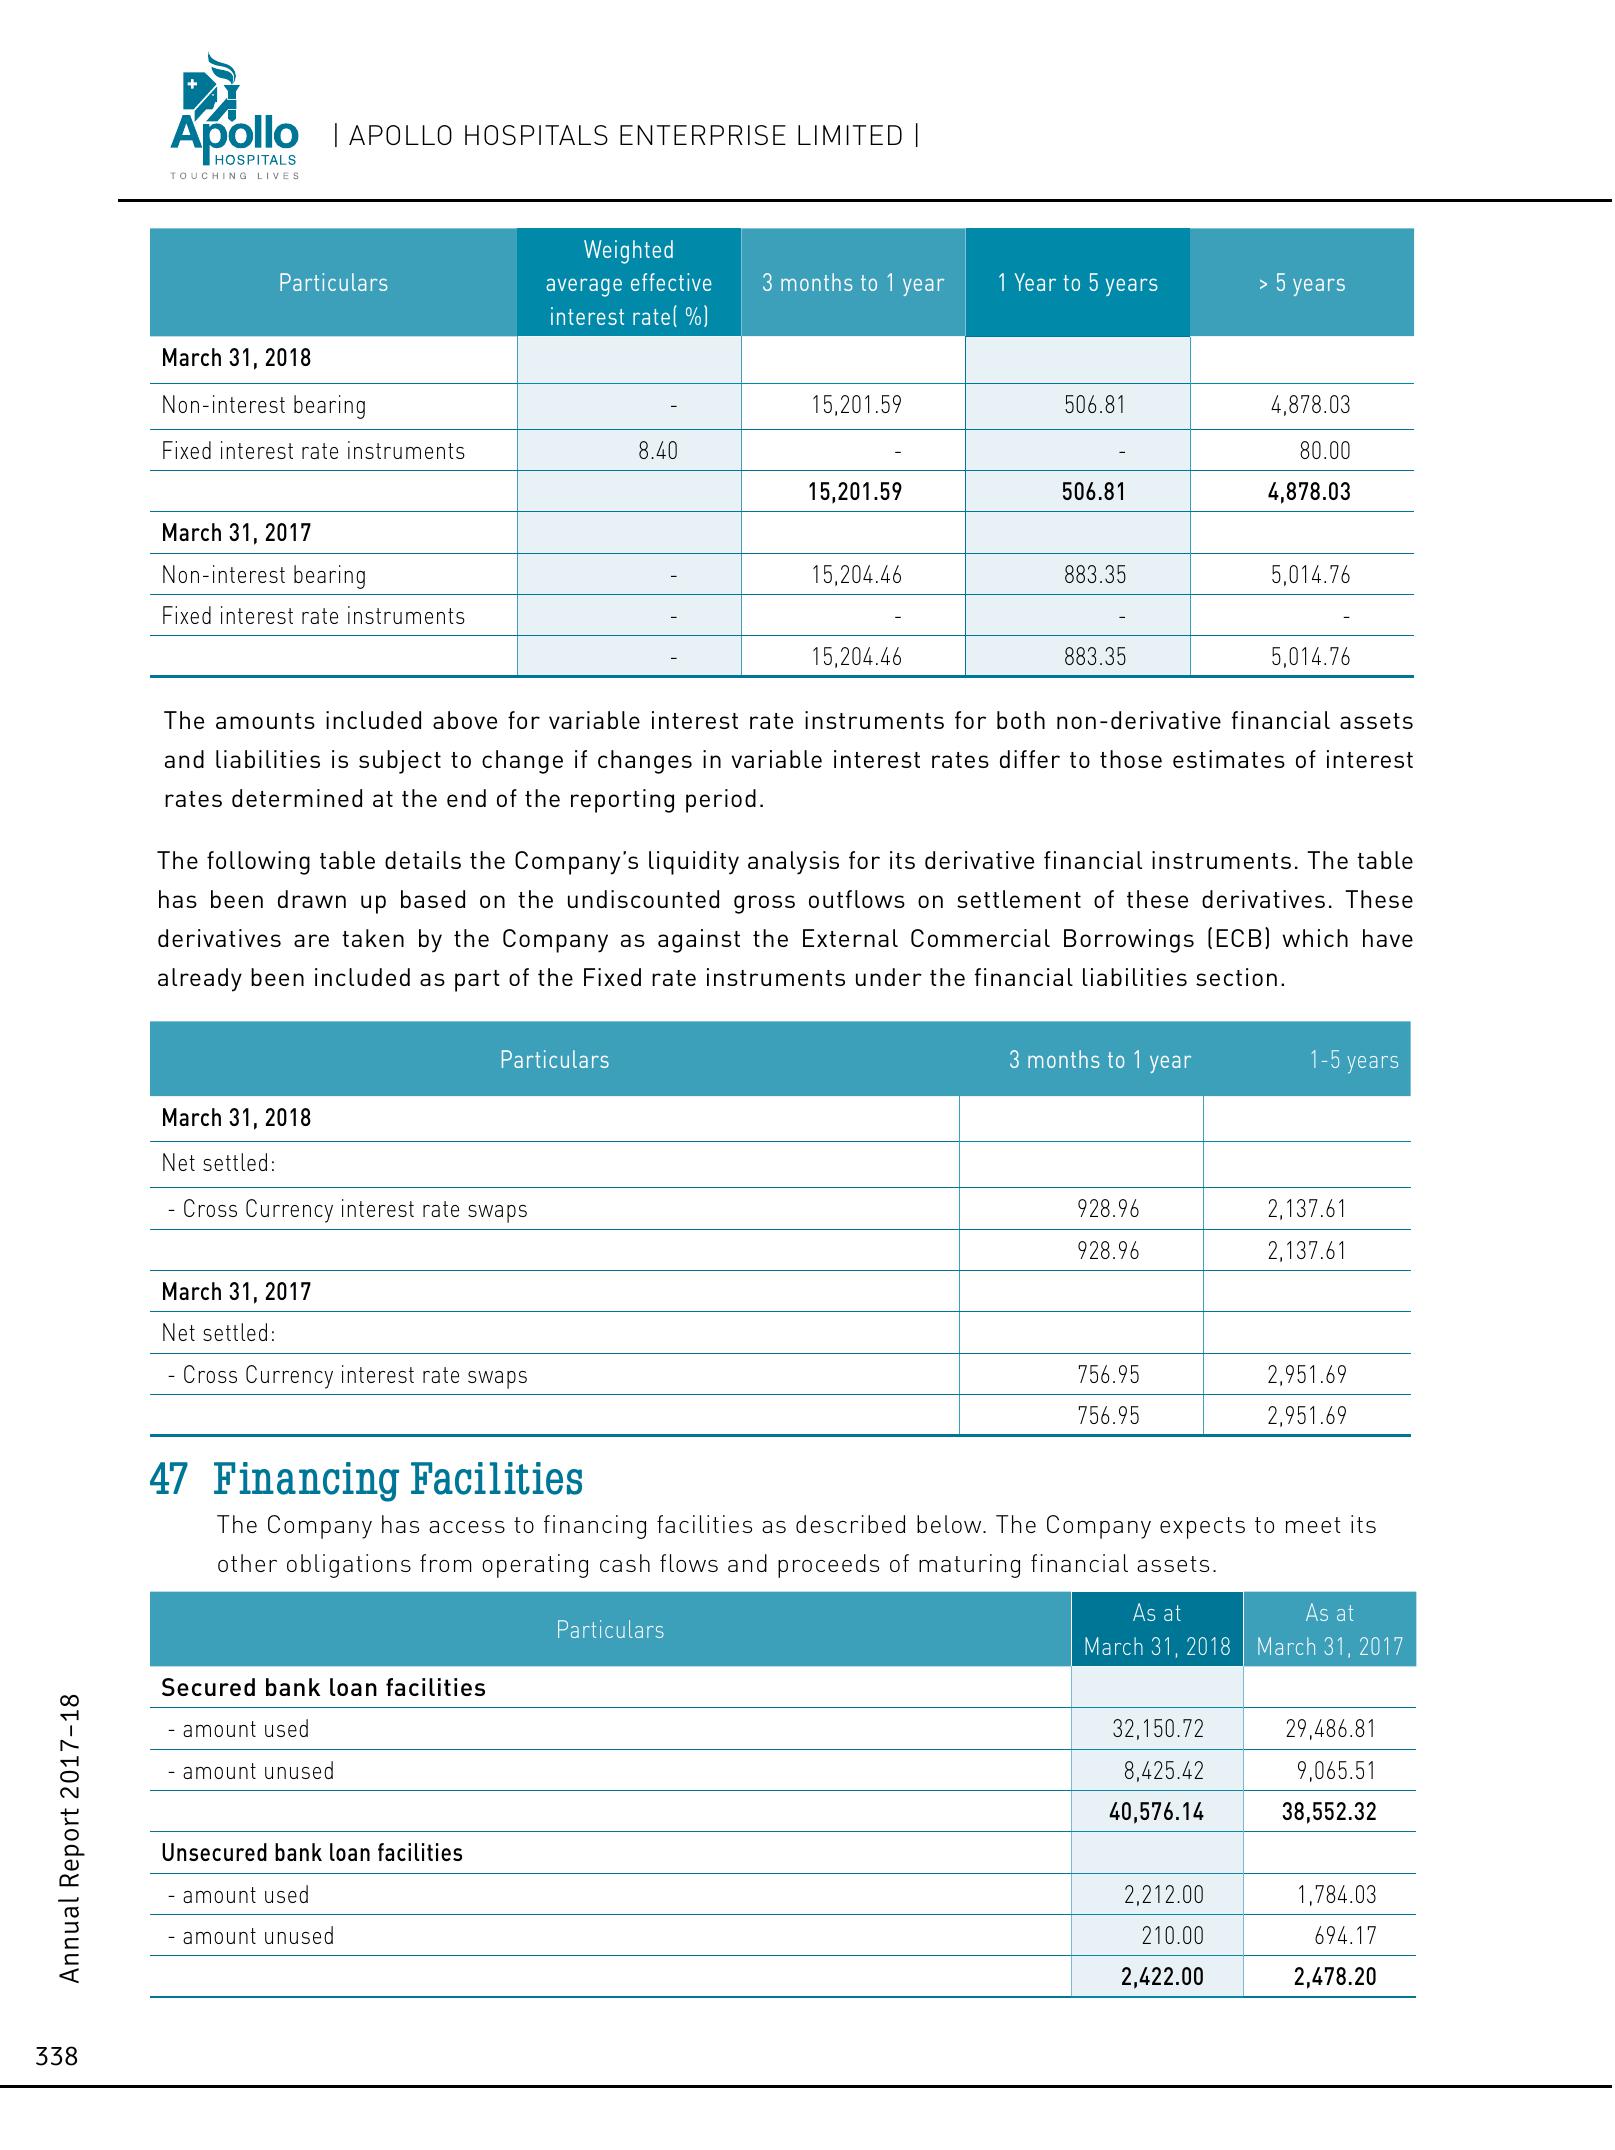 Apollo
HOSPITALS
TOUCHING LIVES
| APOLLO HOSPITALS ENTERPRISE LIMITED |
Particulars Weighted average effective interest rate( %) 3 months to 1 year 1 Year to 5 years > 5 years
March 31, 2018
Non-interest bearing - 15,201.59 506.81 4,878.03
Fixed interest rate instruments 8.40 - - 80.00
15,201.59 506.81 4,878.03
March 31, 2017
Non-interest bearing - 15,204.46 883.35 5,014.76
Fixed interest rate instruments - - - -
- 15,204.46 883.35 5,014.76
The amounts included above for variable interest rate instruments for both non-derivative financial assets
and liabilities is subject to change if changes in variable interest rates differ to those estimates of interest
rates determined at the end of the reporting period.
The following table details the Company’s liquidity analysis for its derivative financial instruments. The table
has been drawn up based on the undiscounted gross outflows on settlement of these derivatives. These
derivatives are taken by the Company as against the External Commercial Borrowings (ECB) which have
already been included as part of the Fixed rate instruments under the financial liabilities section.
Particulars 3 months to 1 year 1-5 years
March 31, 2018
Net settled:
- Cross Currency interest rate swaps 928.96 2,137.61
928.96 2,137.61
March 31, 2017
Net settled:
- Cross Currency interest rate swaps 756.95 2,951.69
756.95 2,951.69
47 Financing Facilities
The Company has access to financing facilities as described below. The Company expects to meet its
other obligations from operating cash flows and proceeds of maturing financial assets.
Particulars As at March 31, 2018 As at March 31, 2017
Secured bank loan facilities
- amount used 32,150.72 29,486.81
- amount unused 8,425.42 9,065.51
40,576.14 38,552.32
Unsecured bank loan facilities
- amount used 2,212.00 1,784.03
- amount unused 210.00 694.17
2,422.00 2,478.20
Annual Report 2017–18
338